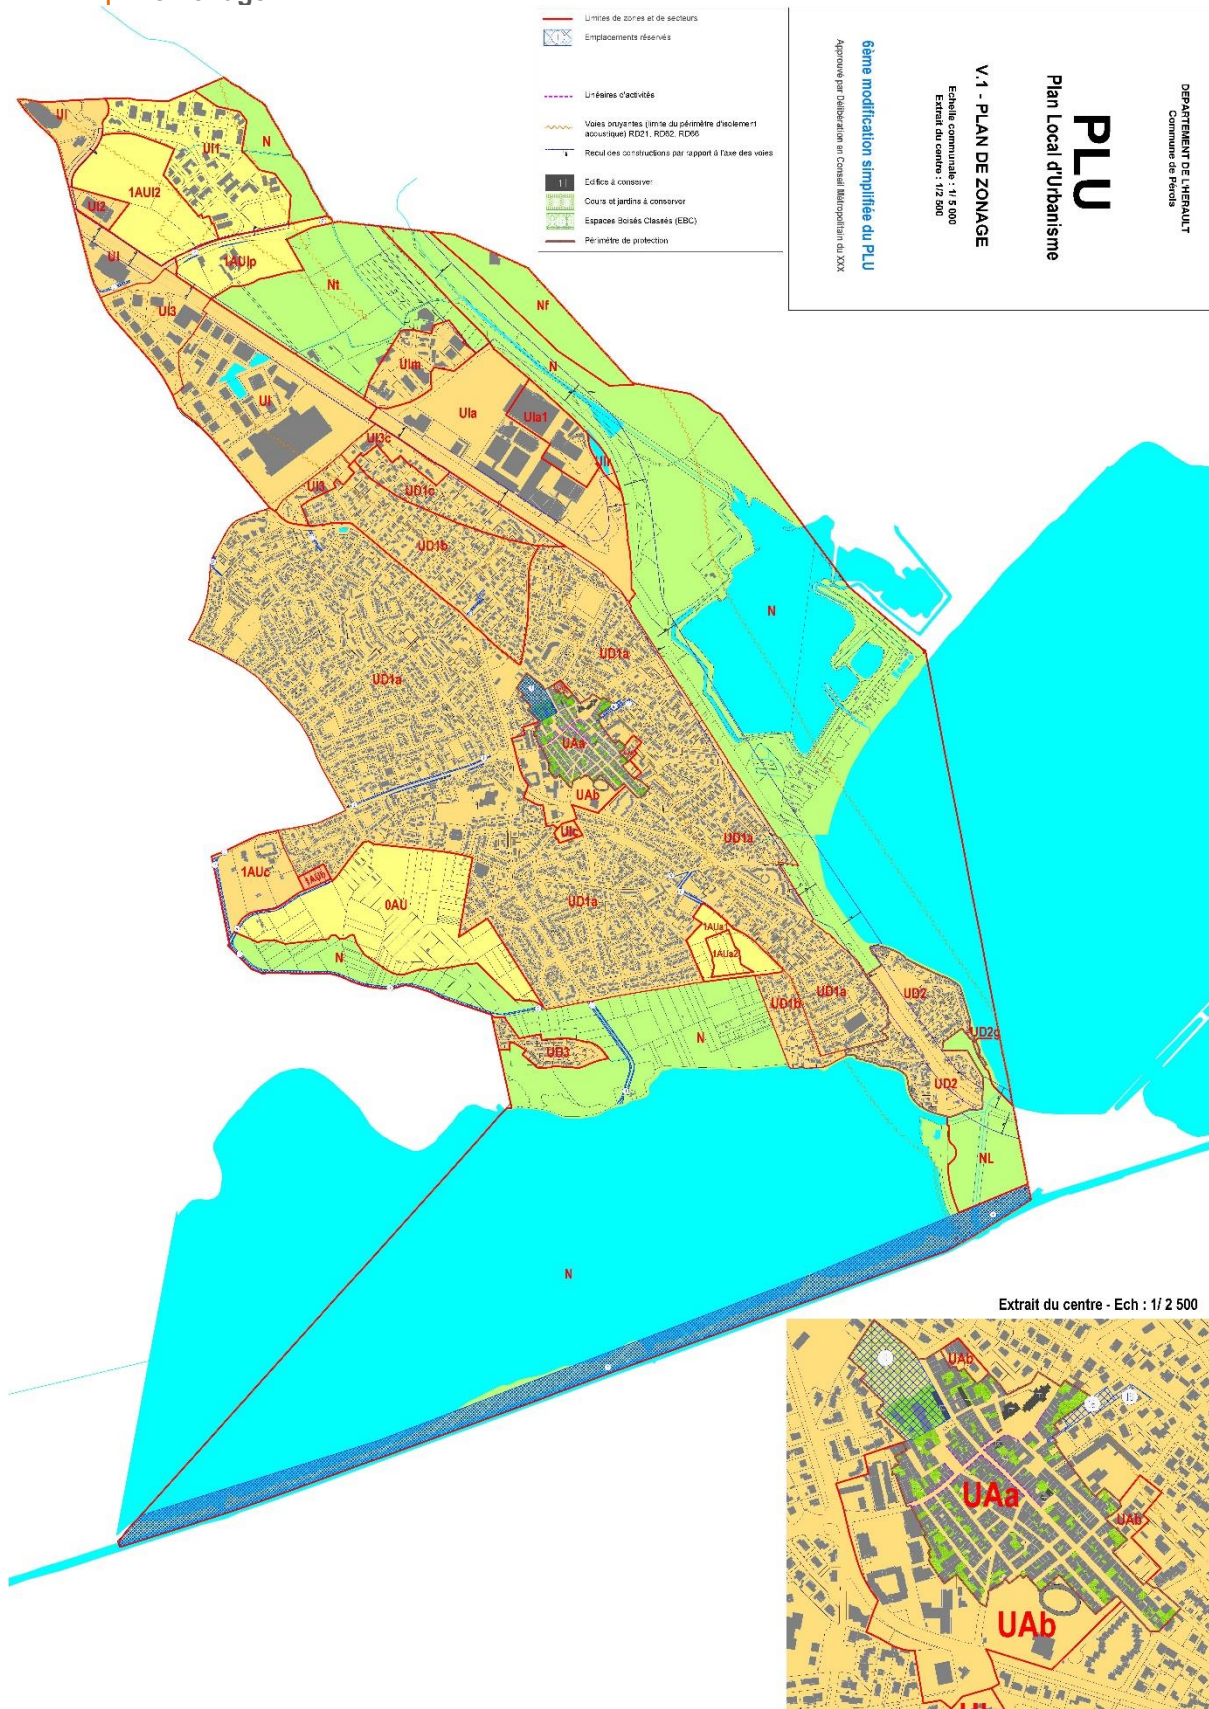 Limites de zones et de secteurs
Emplacements réservés
Linéaires d'activités
Voies bruyantes (limite du périmètre d'isolement
acoustique) RD21, RD62, RD66
Recul des constructions par rapport à l'axe des voies
Edifice à conserver
Cours et jardins à conserver
Espaces Boisés Classés (EBC)
Périmètre de protection
DEPARTEMENT DE L'HERAULT
Commune de Pérols
PLU
Plan Local d'Urbanisme
V.1 - PLAN DE ZONAGE
Echelle communale : 1/ 5 000
Extrait du centre : 1/2 500
6ème modification simplifiée du PLU
Approuvé par Délibération en Conseil Métropolitain du XXX
UI
UI1
N
1AUI2
UI2
UI
1AUIp
Nt
Nf
UI3
UIm
N
UI
UIa
UIa1
UI3c
UIr
UI3
UD1c
UD1b
N
UD1a
UD1a
UAa
UAb
UIc
UD1a
1AUc
1AUb
0AU
UD1a
1AUa1
1AUa2
N
UD1b
UD1a
UD2
UD2g
N
UD3
UD2
NL
N
Extrait du centre - Ech : 1/ 2 500
UAb
UAa
UAb
UAb